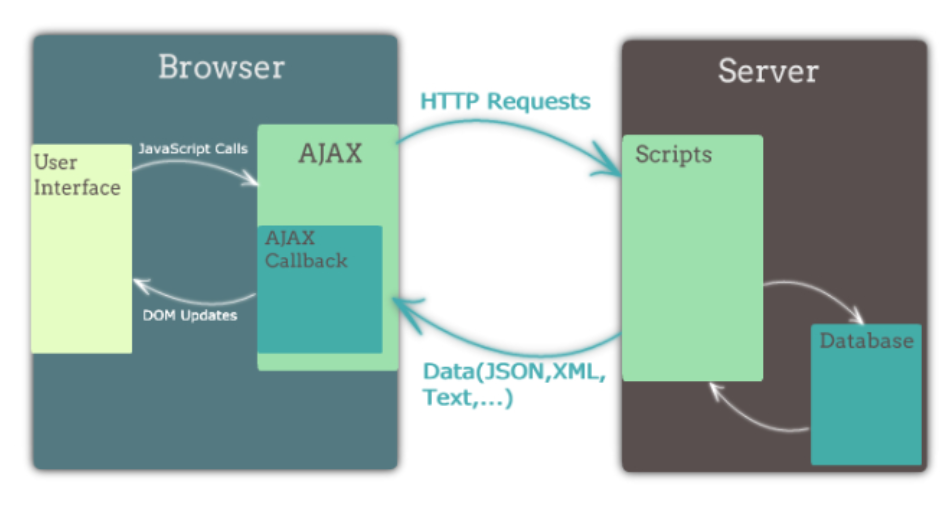 Browser
User
Interface
JavaScript Calls
AJAX
AJAX
Callback
DOM Updates
HTTP Requests
Data(JSON,XML,
Text,...)
Server
Scripts
Database